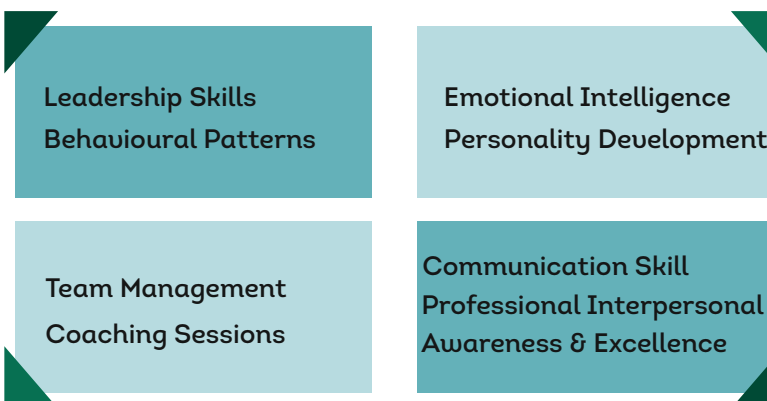 Leadership Skills
Behavioural Patterns
Emotional Intelligence
Personality Development
Team Management
Coaching Sessions
Communication Skill
Professional Interpersonal
Awareness & Excellence